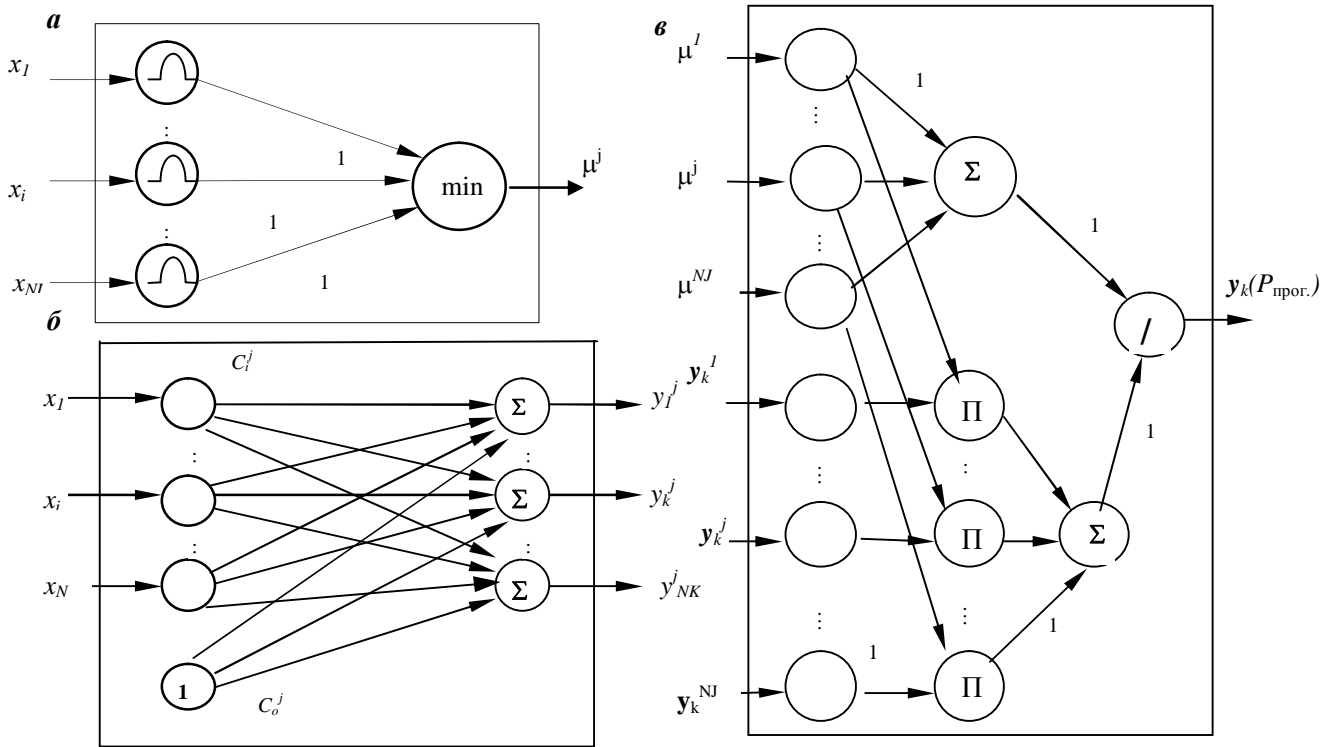 а
x1
⋮
xi
⋮
xNI
1
1
1
min
μj
б
Cij
x1
⋮
xi
⋮
xN
1
Coj
Σ
⋮
Σ
⋮
Σ
y1j
ykj
yjNK
в
μ1
⋮
μj
⋮
μNJ
yk1
⋮
ykj
⋮
ykNJ
1
Σ
1
П
⋮
П
⋮
П
1
Σ
1
1
/
yk(Pпрог.)